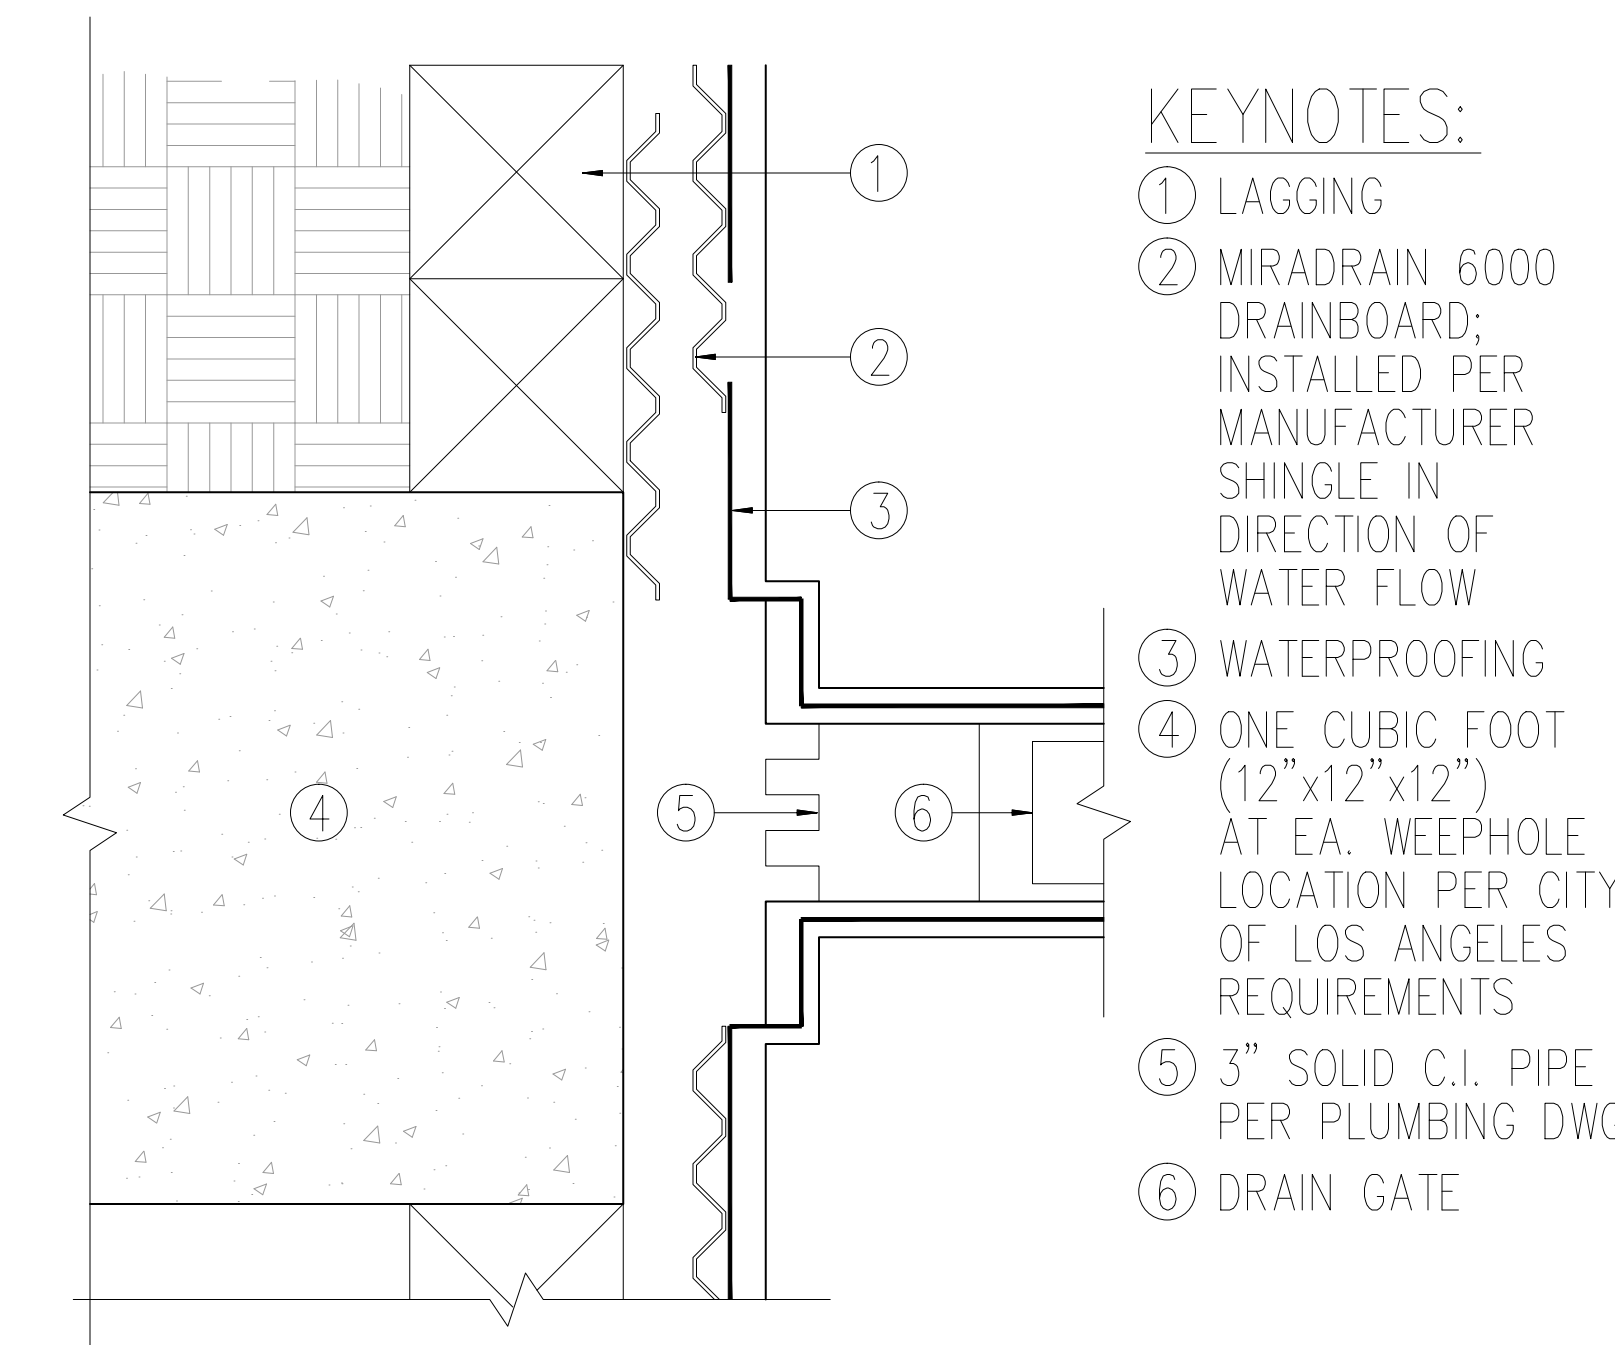 KEYNOTES:
1 LAGGING
2 MIRADRAIN 6000
DRAINBOARD;
INSTALLED PER
MANUFACTURER
SHINGLE IN
DIRECTION OF
WATER FLOW
3 WATERPROOFING
4 ONE CUBIC FOOT
(12”x12”x12”)
AT EA. WEEPHOLE
LOCATION PER CITY
OF LOS ANGELES
REQUIREMENTS
5 3” SOLID C.I. PIPE
PER PLUMBING DWG
6 DRAIN GATE
1
2
3
4
5
6